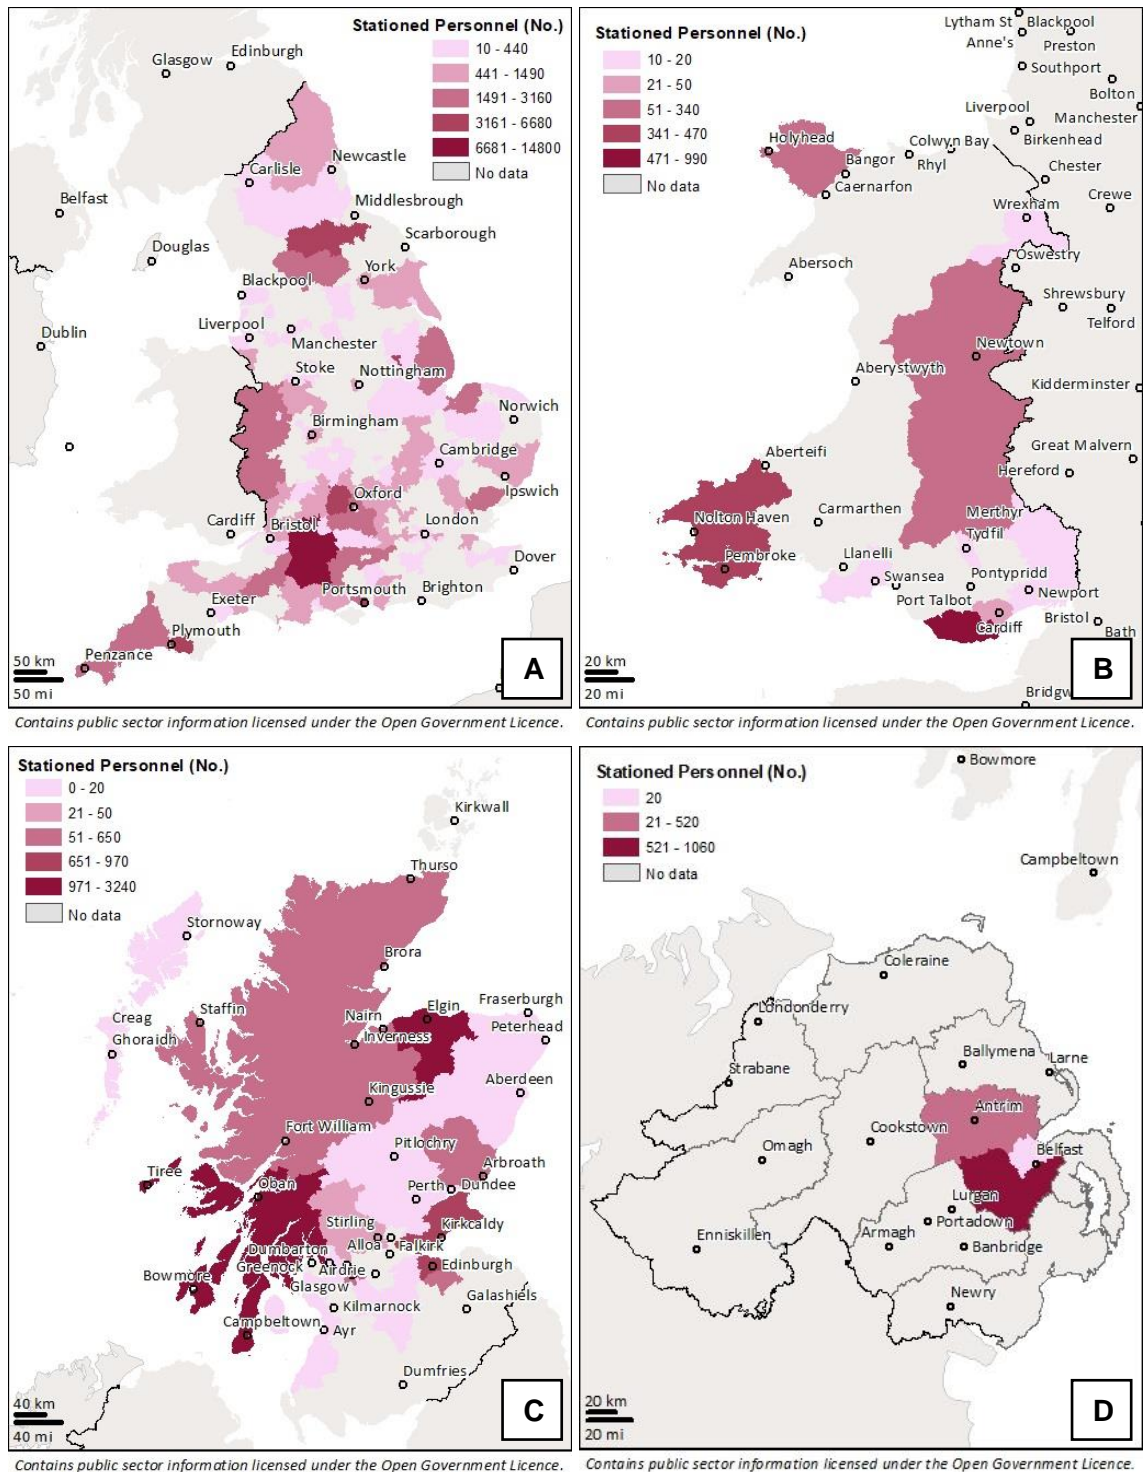 Stationed Personnel (No.)
10 - 440
441 - 1490
1491 - 3160
3161 - 6680
6681 - 14800
No data
Glasgow
Edinburgh
Newcastle
Carlisle
Belfast
Middlesbrough
Douglas
Scarborough
York
Blackpool
Liverpool
Dublin
Manchester
Stoke
Nottingham
Norwich
Birmingham
Cambridge
Oxford
Ipswich
Cardiff
Bristol
London
Dover
Portsmouth
Brighton
Exeter
Plymouth
Penzance
50 km
50 mi
A
Contains public sector information licensed under the Open Government Licence.
Stationed Personnel (No.)
10 - 20
21 - 50
51 - 340
341 - 470
471 - 990
No data
Lytham St
Anne's
Blackpool
Preston
Southport
Bolton
Liverpool
Manchester
Birkenhead
Holyhead
Colwyn Bay
Bangor
Rhyl
Chester
Caernarfon
Crewe
Wrexham
Abersoch
Oswestry
Shrewsbury
Telford
Newtown
Aberystwyth
Kidderminster
Great Malvern
Aberteifi
Hereford
Nolton Haven
Carmarthen
Merthyr
Tydfil
Pembroke
Llanelli
Swansea
Pontypridd
Port Talbot
Newport
Cardiff
Bristol
Bath
Bridgw
20 km
20 mi
B
Contains public sector information licensed under the Open Government Licence.
Stationed Personnel (No.)
0 - 20
21 - 50
51 - 650
651 - 970
971 - 3240
No data
Kirkwall
Thurso
Stornoway
Brora
Fraserburgh
Elgin
Staffin
Nairn
Creag
Ghoraidh
Peterhead
Inverness
Kingussie
Aberdeen
Fort William
Pitlochry
Tiree
Arbroath
Oban
Perth
Dundee
Stirling
Kirkcaldy
Alloa
Falkirk
Dumbarton
Greenock
Airdrie
Edinburgh
Bowmore
Glasgow
Galashiels
Kilmarnock
Campbeltown
Ayr
Dumfries
40 km
40 mi
C
Contains public sector information licensed under the Open Government Licence.
Stationed Personnel (No.)
20
21 - 520
521 - 1060
No data
Bowmore
Campbeltown
Coleraine
Londonderry
Ballymena
Larne
Strabane
Antrim
Cookstown
Omagh
Belfast
Lurgan
Portadown
Enniskillen
Armagh
Banbridge
Newry
20 km
20 mi
D
Contains public sector information licensed under the Open Government Licence.